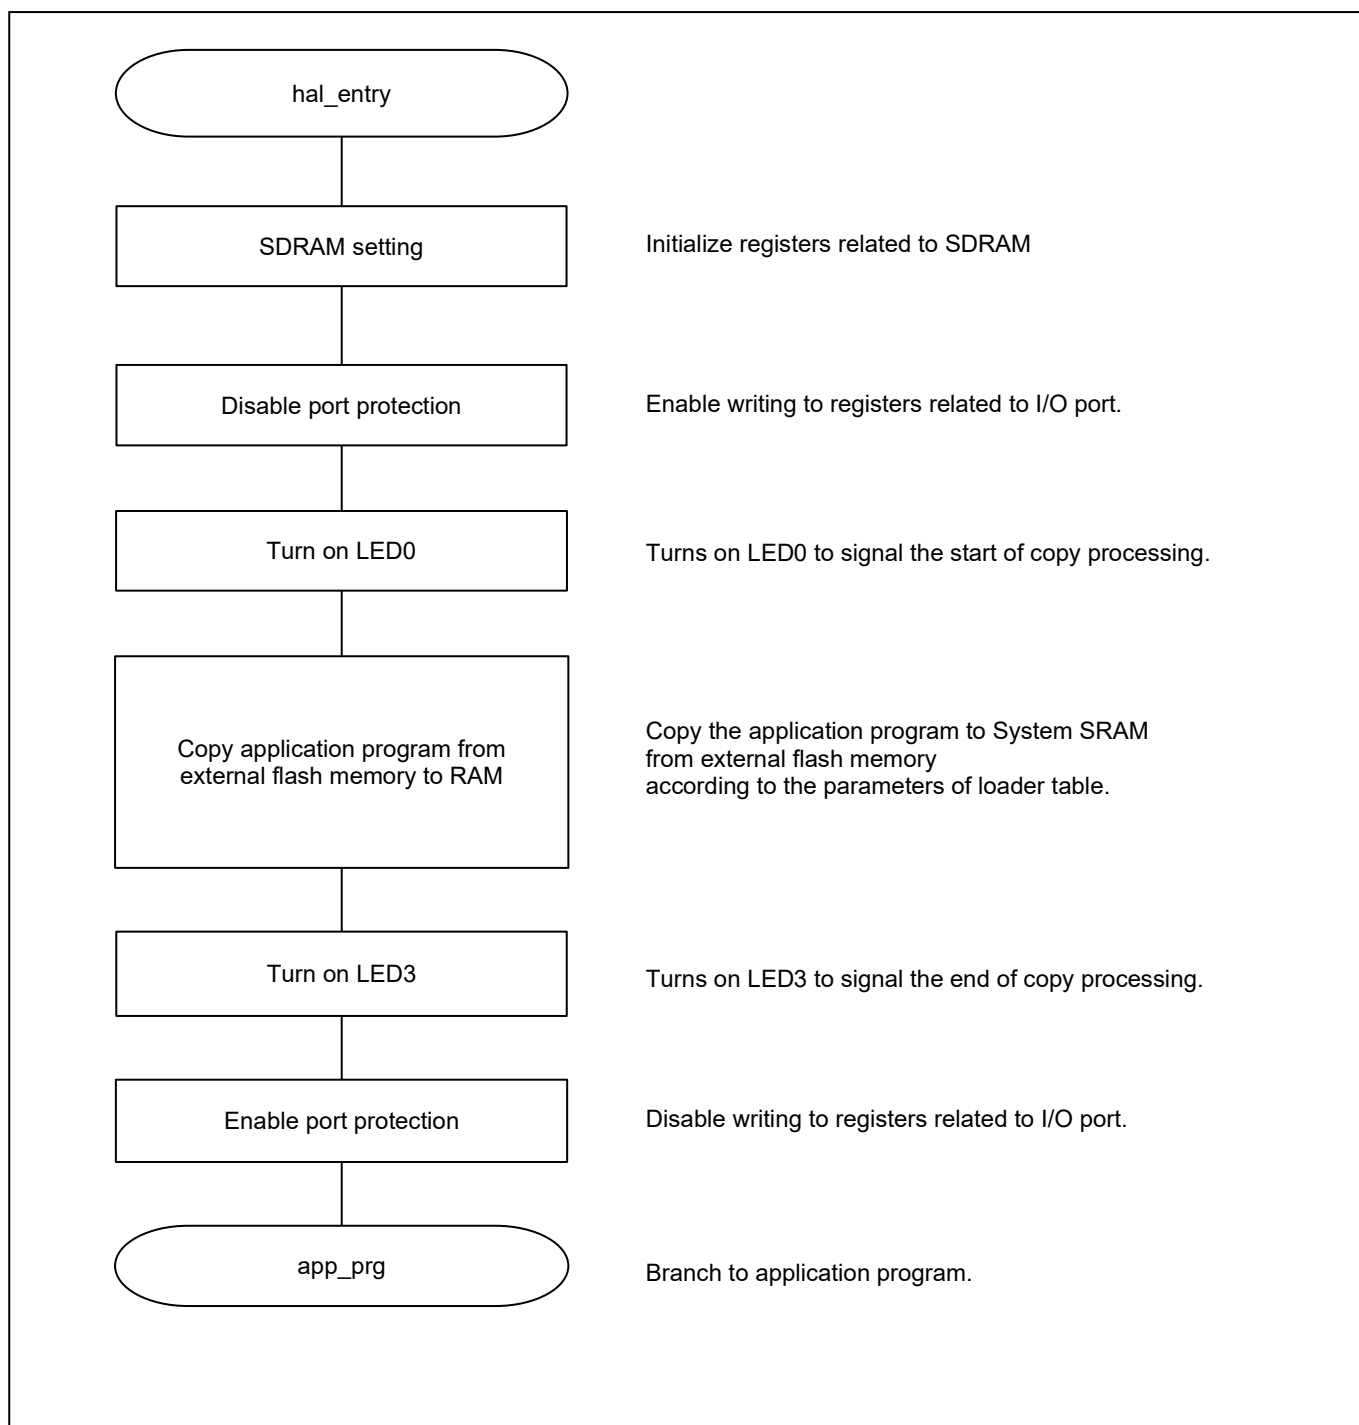 hal_entry
SDRAM setting
Initialize registers related to SDRAM
Disable port protection
Enable writing to registers related to I/O port.
Turn on LED0
Turns on LED0 to signal the start of copy processing.
Copy application program from
external flash memory to RAM
Copy the application program to System SRAM
from external flash memory
according to the parameters of loader table.
Turn on LED3
Turns on LED3 to signal the end of copy processing.
Enable port protection
Disable writing to registers related to I/O port.
app_prg
Branch to application program.